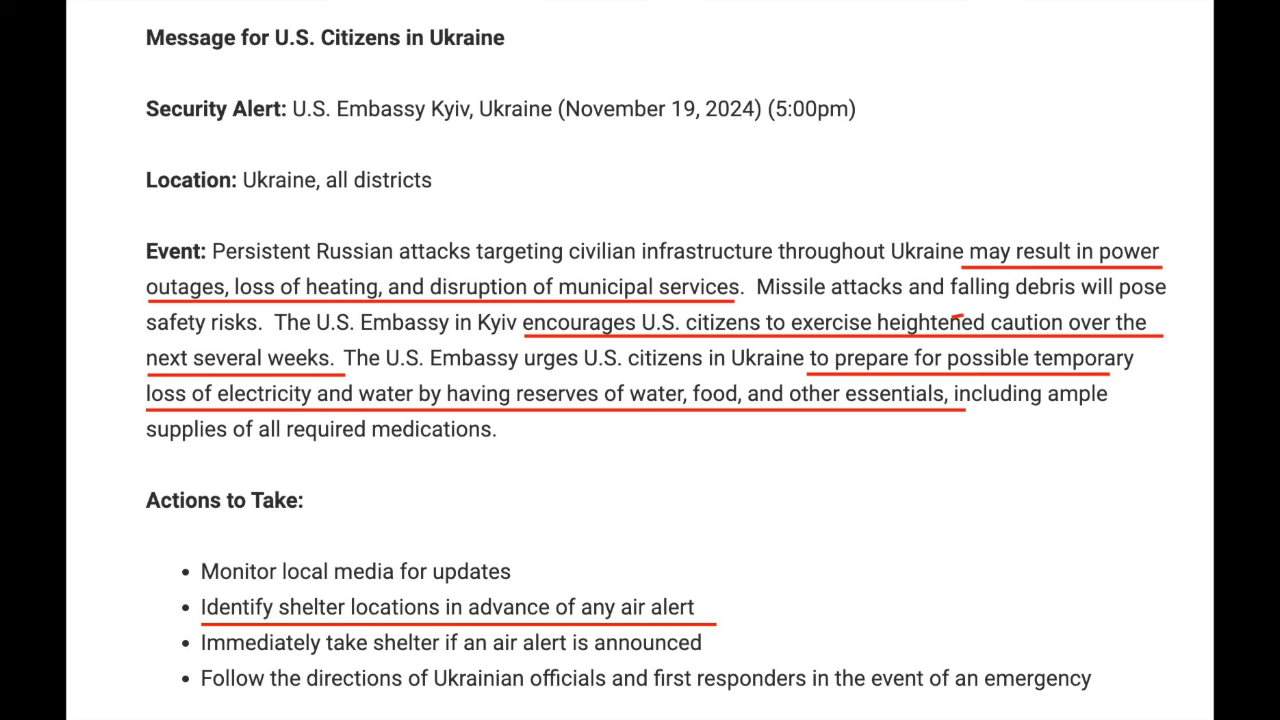 Message for U.S. Citizens in Ukraine
Security Alert: U.S. Embassy Kyiv, Ukraine (November 19, 2024) (5:00pm)
Location: Ukraine, all districts
Event: Persistent Russian attacks targeting civilian infrastructure throughout Ukraine may result in power
outages, loss of heating, and disruption of municipal services.  Missile attacks and falling debris will pose
safety risks.  The U.S. Embassy in Kyiv encourages U.S. citizens to exercise heightened caution over the
next several weeks.  The U.S. Embassy urges U.S. citizens in Ukraine to prepare for possible temporary
loss of electricity and water by having reserves of water, food, and other essentials, including ample
supplies of all required medications.
Actions to Take:
• Monitor local media for updates
• Identify shelter locations in advance of any air alert
• Immediately take shelter if an air alert is announced
• Follow the directions of Ukrainian officials and first responders in the event of an emergency